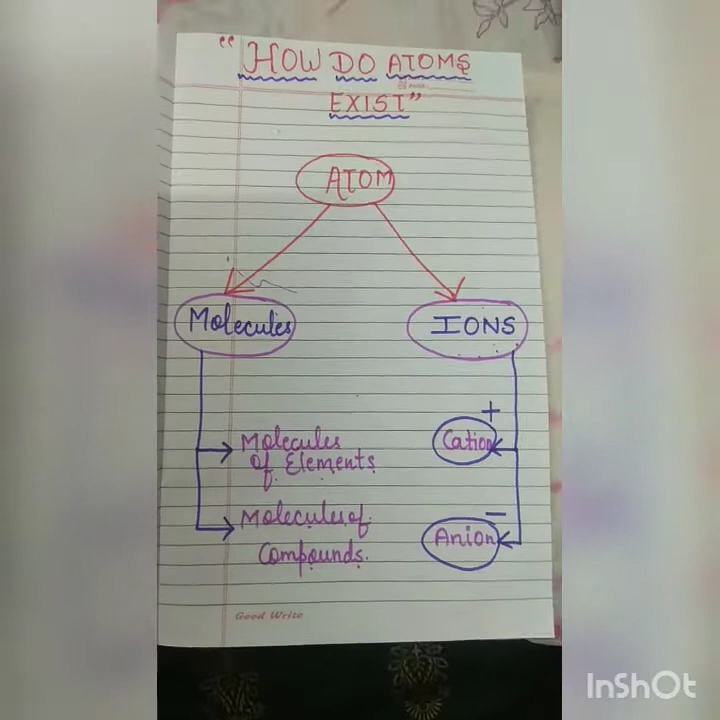 "HOW DO ATOMS
EXIST"
ATOM
Molecules
IONS
+
Cation
Molecules
of Elements
−
Anion
Molecules of
Compounds.
Good Write
InShOt